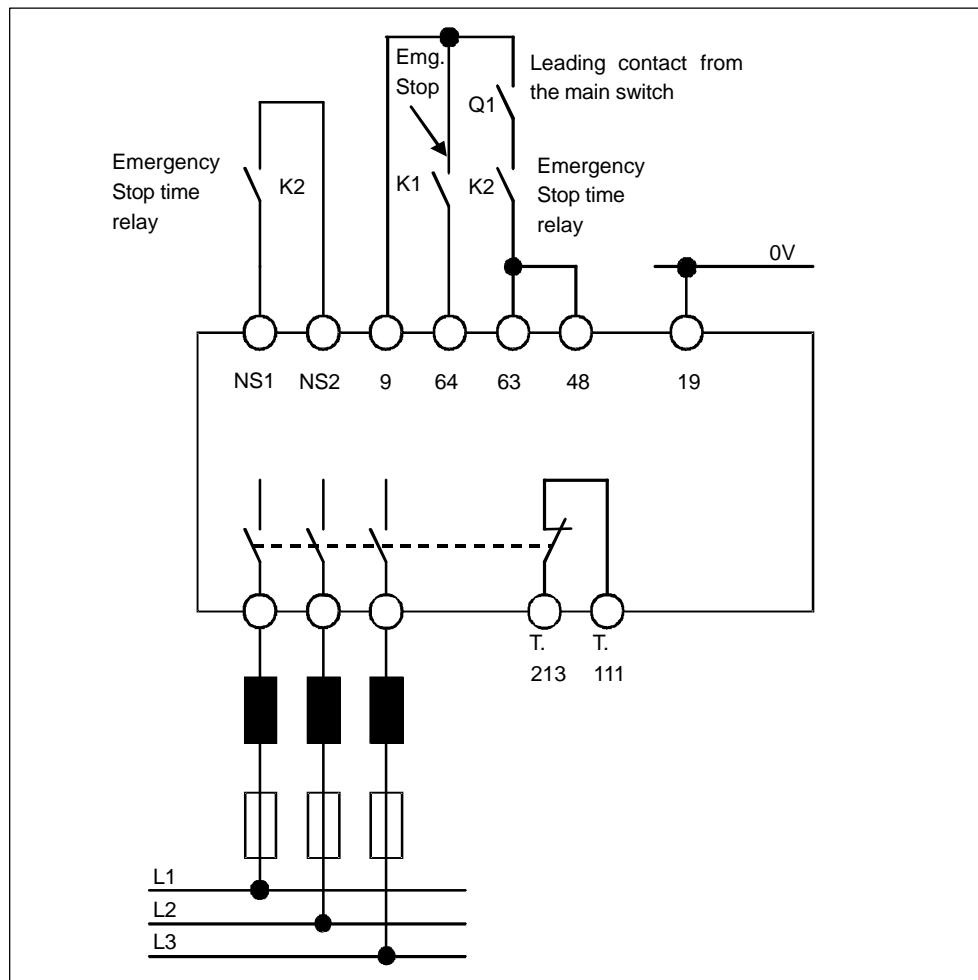 Emg.
Stop
Leading contact from
the main switch
Q1
Emergency
Stop time
relay
K2
K1
K2
Emergency
Stop time
relay
0V
NS1
NS2
9
64
63
48
19
T.
213
T.
111
L1
L2
L3